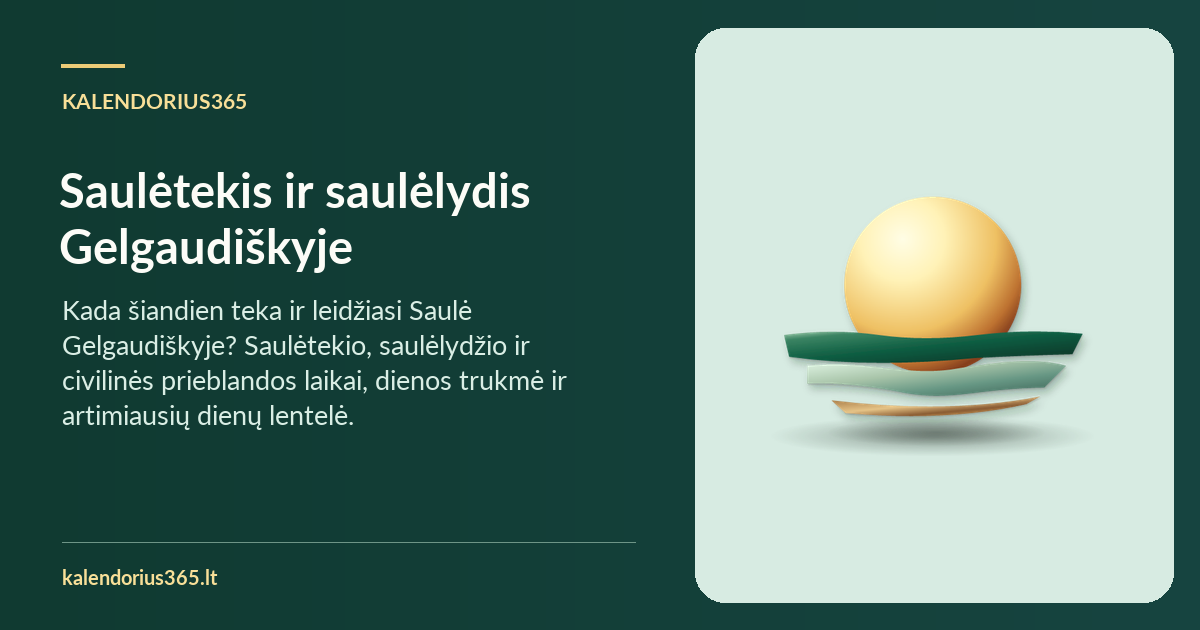 KALENDORIUS365
Saulėtekis ir saulėlydis
Gelgaudiškyje
Kada šiandien teka ir leidžiasi Saulė
Gelgaudiškyje? Saulėtekio, saulėlydžio ir
civilinės prieblandos laikai, dienos trukmė ir
artimiausių dienų lentelė.
kalendorius365.lt